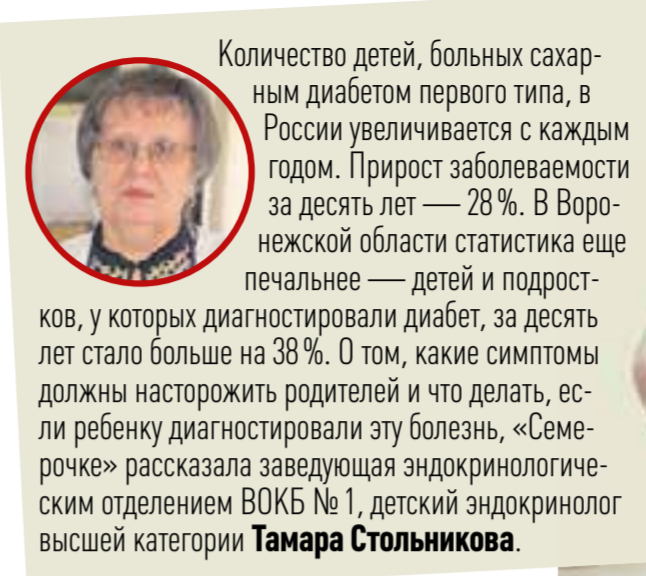 Количество детей, больных сахар-
ным диабетом первого типа, в
России увеличивается с каждым
годом. Прирост заболеваемости
за десять лет — 28 %. В Воро-
нежской области статистика еще
печальнее — детей и подрост-
ков, у которых диагностировали диабет, за десять
лет стало больше на 38 %. О том, какие симптомы
должны насторожить родителей и что делать, ес-
ли ребенку диагностировали эту болезнь, «Семе-
рочке» рассказала заведующая эндокринологиче-
ским отделением ВОКБ № 1, детский эндокринолог
высшей категории Тамара Стольникова.